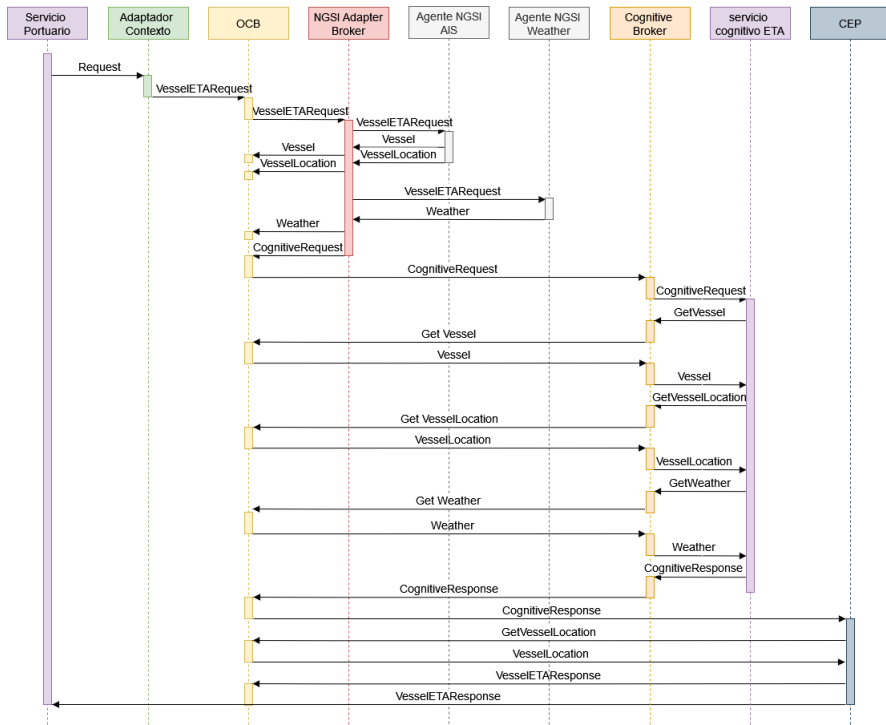 Servicio
Portuario
Adaptador
Contexto
OCB
NGSI Adapter
Broker
Agente NGSI
AIS
Agente NGSI
Weather
Cognitive
Broker
servicio
cognitivo ETA
CEP
Request
VesselETARequest
VesselETARequest
VesselETARequest
Vessel
Vessel
VesselLocation
VesselLocation
VesselETARequest
Weather
Weather
CognitiveRequest
CognitiveRequest
CognitiveRequest
GetVessel
Get Vessel
Vessel
Vessel
GetVesselLocation
Get VesselLocation
VesselLocation
VesselLocation
GetWeather
Get Weather
Weather
Weather
CognitiveResponse
CognitiveResponse
CognitiveResponse
GetVesselLocation
VesselLocation
VesselETAResponse
VesselETAResponse